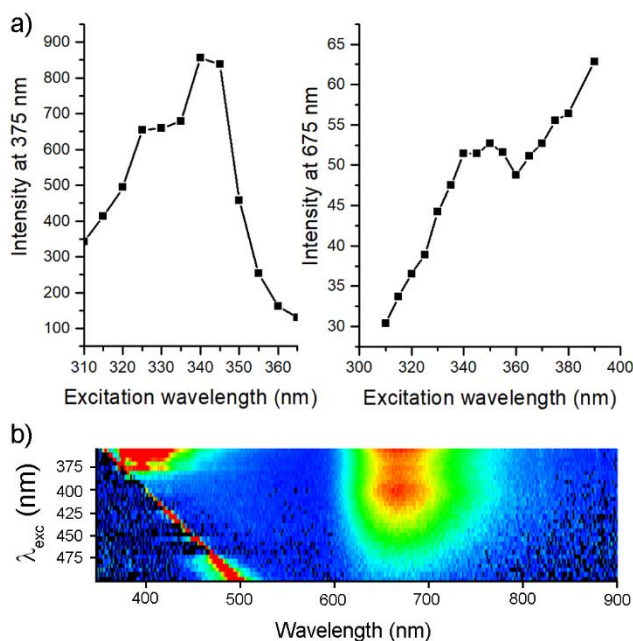 a)
Intensity at 375 nm
900
800
700
600
500
400
300
200
100
310 320 330 340 350 360
Excitation wavelength (nm)
Intensity at 675 nm
65
60
55
50
45
40
35
30
300 320 340 360 380 400
Excitation wavelength (nm)
b)
λexc (nm)
375
400
425
450
475
400 500 600 700 800 900
Wavelength (nm)